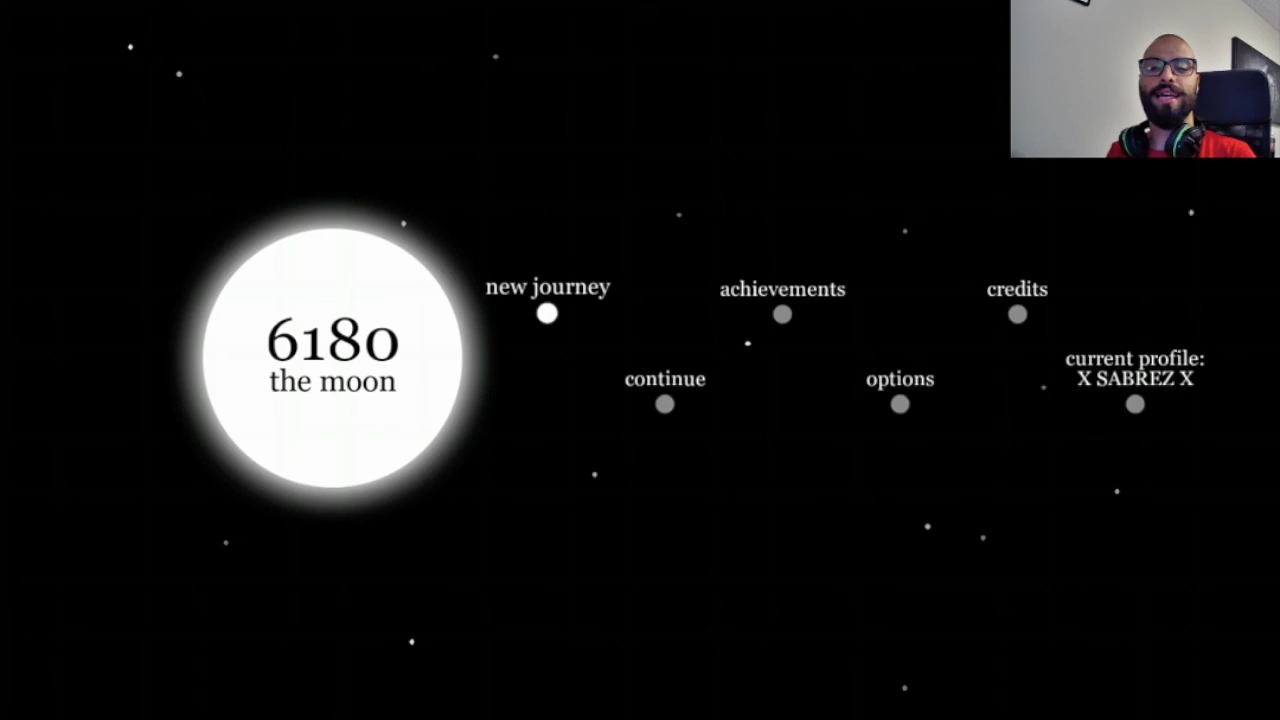 6180
the moon
new journey
achievements
credits
continue
options
current profile:
X SABREZ X